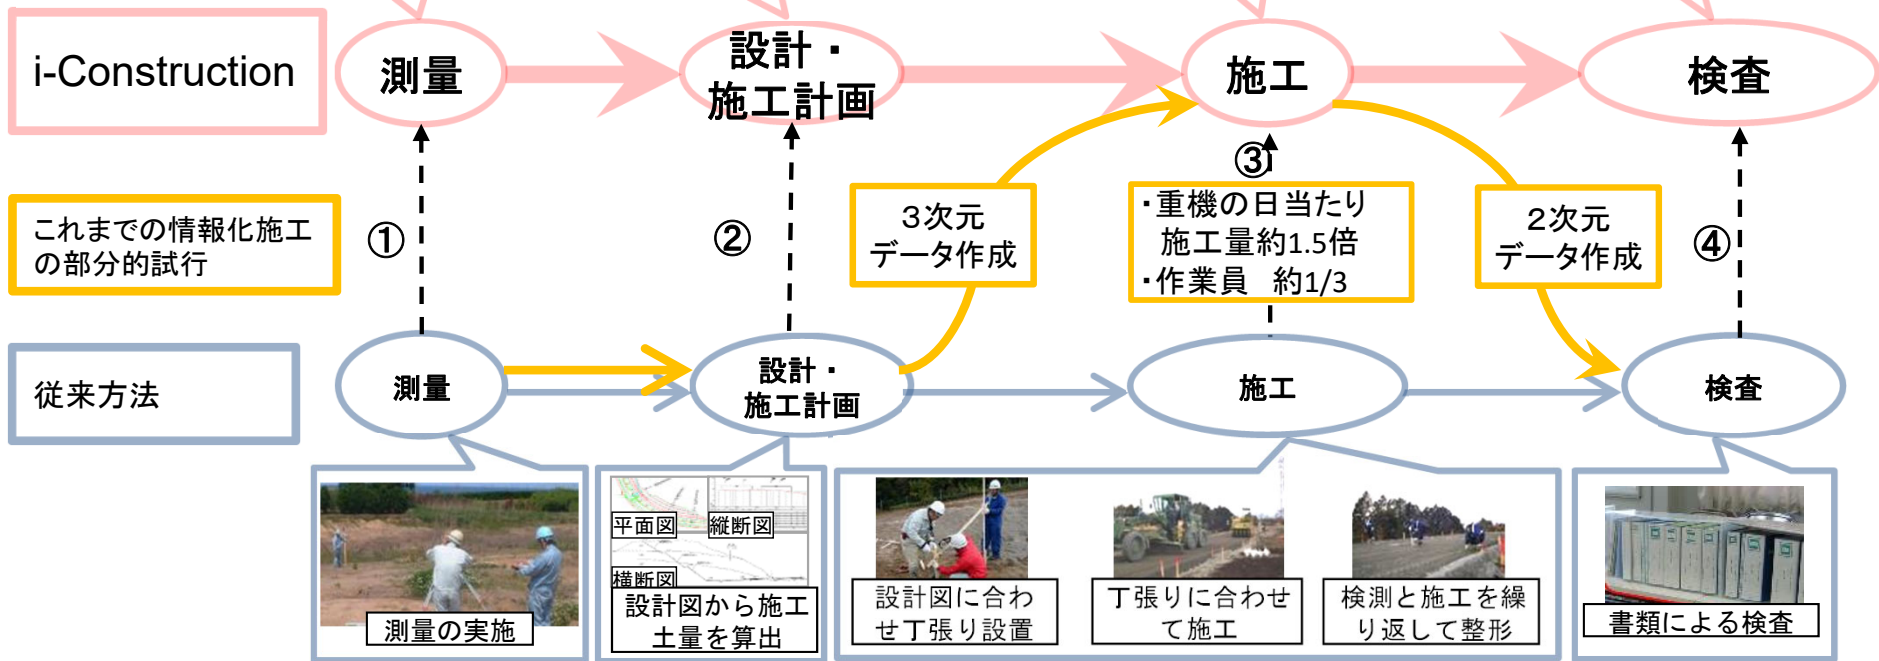 i-Construction
測量
設計・
施工計画
施工
検査
これまでの情報化施工
の部分的試行
①
②
3次元
データ作成
③
・重機の日当たり
施工量約1.5倍
・作業員 約1/3
2次元
データ作成
④
従来方法
測量
設計・
施工計画
施工
検査
測量の実施
平面図
縦断図
横断図
設計図から施工
土量を算出
設計図に合わ
せ丁張り設置
丁張りに合わせ
て施工
検測と施工を繰
り返して整形
書類による検査